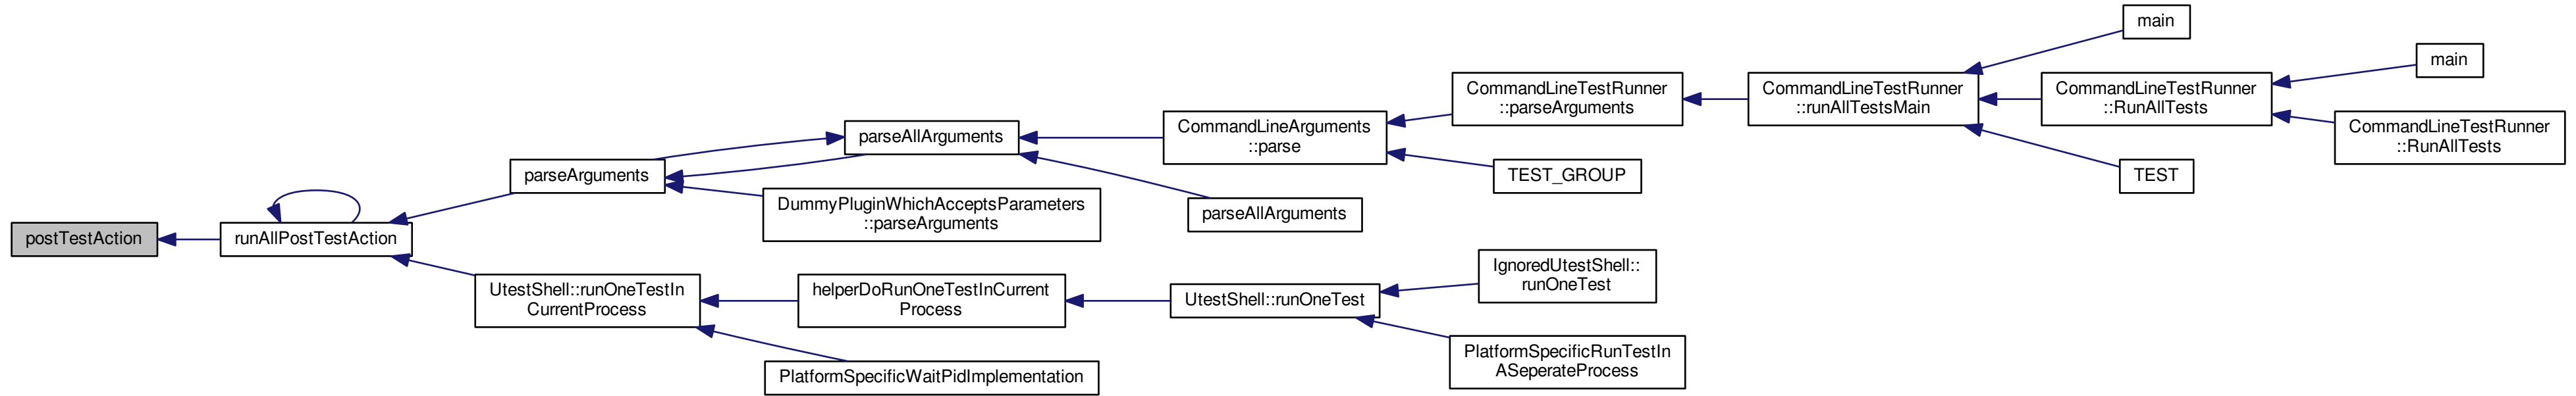 postTestAction
runAllPostTestAction
parseArguments
parseAllArguments
CommandLineArguments
::parse
CommandLineTestRunner
::parseArguments
CommandLineTestRunner
::runAllTestsMain
main
CommandLineTestRunner
::RunAllTests
main
CommandLineTestRunner
::RunAllTests
TEST
TEST_GROUP
parseAllArguments
DummyPluginWhichAcceptsParameters
::parseArguments
UtestShell::runOneTestIn
CurrentProcess
helperDoRunOneTestInCurrent
Process
UtestShell::runOneTest
IgnoredUtestShell::
runOneTest
PlatformSpecificRunTestIn
ASeperateProcess
PlatformSpecificWaitPidImplementation